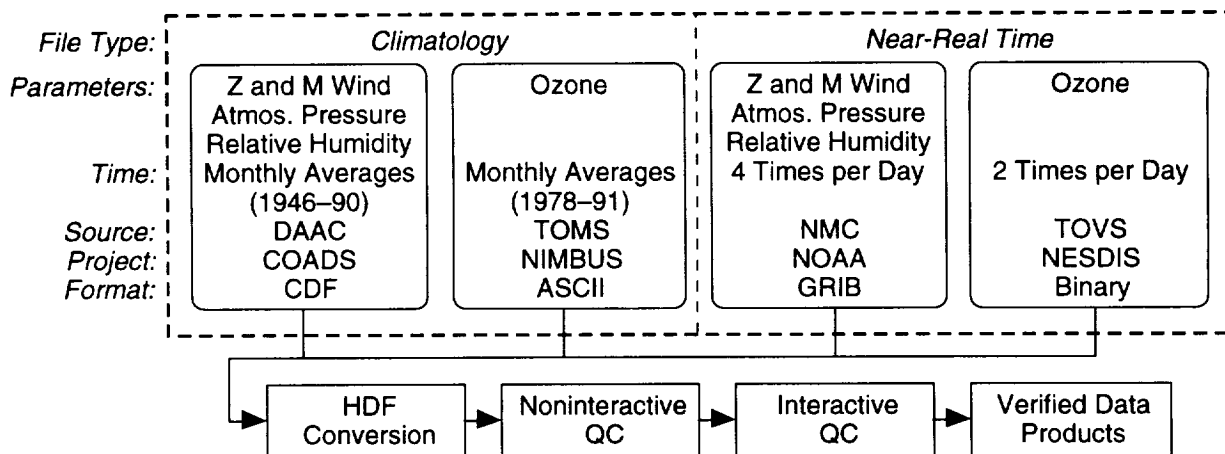 File Type: Climatology Near-Real Time
Parameters: Z and M Wind Ozone Z and M Wind Ozone
Atmos. Pressure Atmos. Pressure
Relative Humidity Relative Humidity
Time: Monthly Averages Monthly Averages 4 Times per Day 2 Times per Day
(1946–90) (1978–91)
Source: DAAC TOMS NMC TOVS
Project: COADS NIMBUS NOAA NESDIS
Format: CDF ASCII GRIB Binary
HDF Noninteractive Interactive Verified Data
Conversion QC QC Products